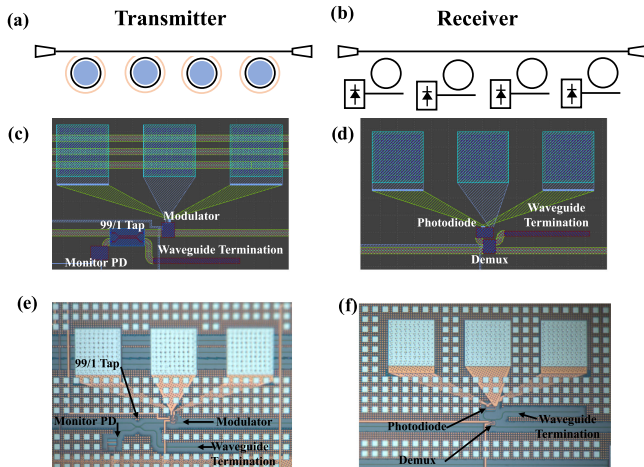 (a) Transmitter
(b) Receiver
(c)
Modulator
99/1 Tap
Waveguide Termination
Monitor PD
(d)
Waveguide
Termination
Photodiode
Demux
(e)
99/1 Tap
Monitor PD
Modulator
Waveguide
Termination
(f)
Photodiode
Waveguide
Termination
Demux